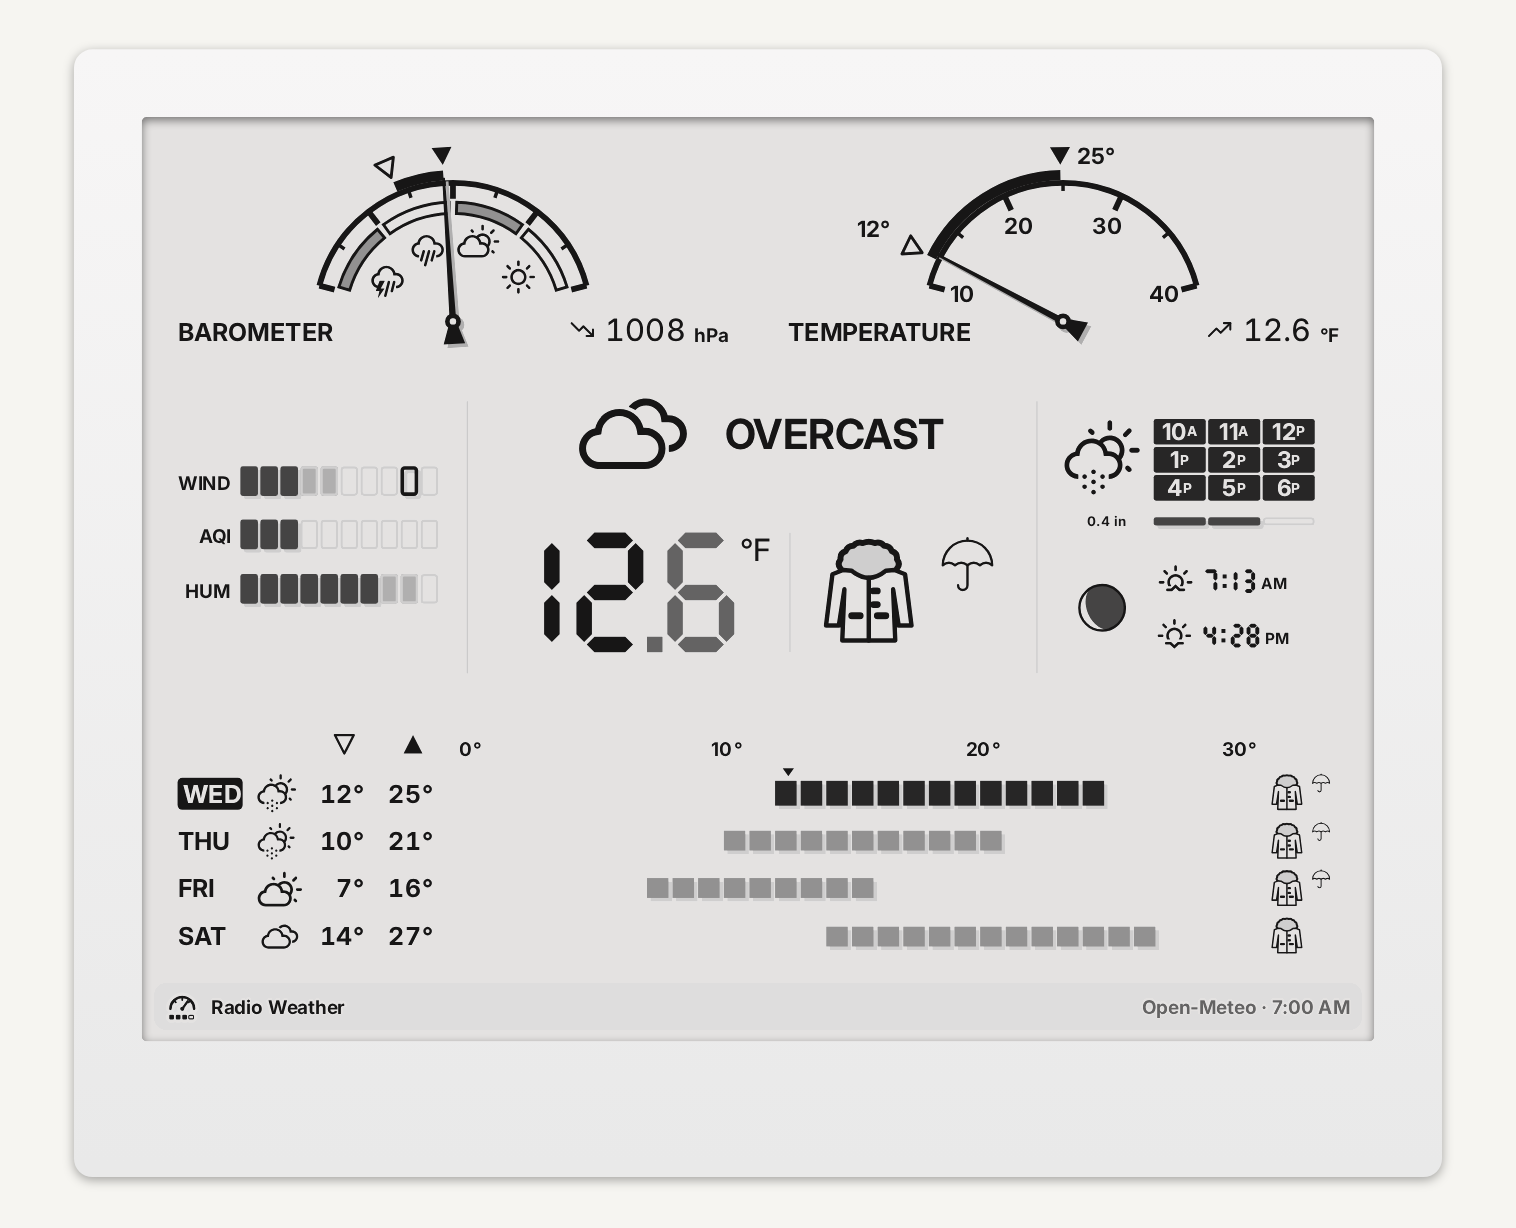 25°
12°
20 30
10 40
BAROMETER 1008 hPa TEMPERATURE 12.6 °F
OVERCAST
10A 11A 12P
1P 2P 3P
4P 5P 6P
0.4 in
WIND
AQI
HUM
12.6 °F
7:13 AM
4:28 PM
0° 10° 20° 30°
WED 12° 25°
THU 10° 21°
FRI 7° 16°
SAT 14° 27°
Radio Weather Open-Meteo · 7:00 AM